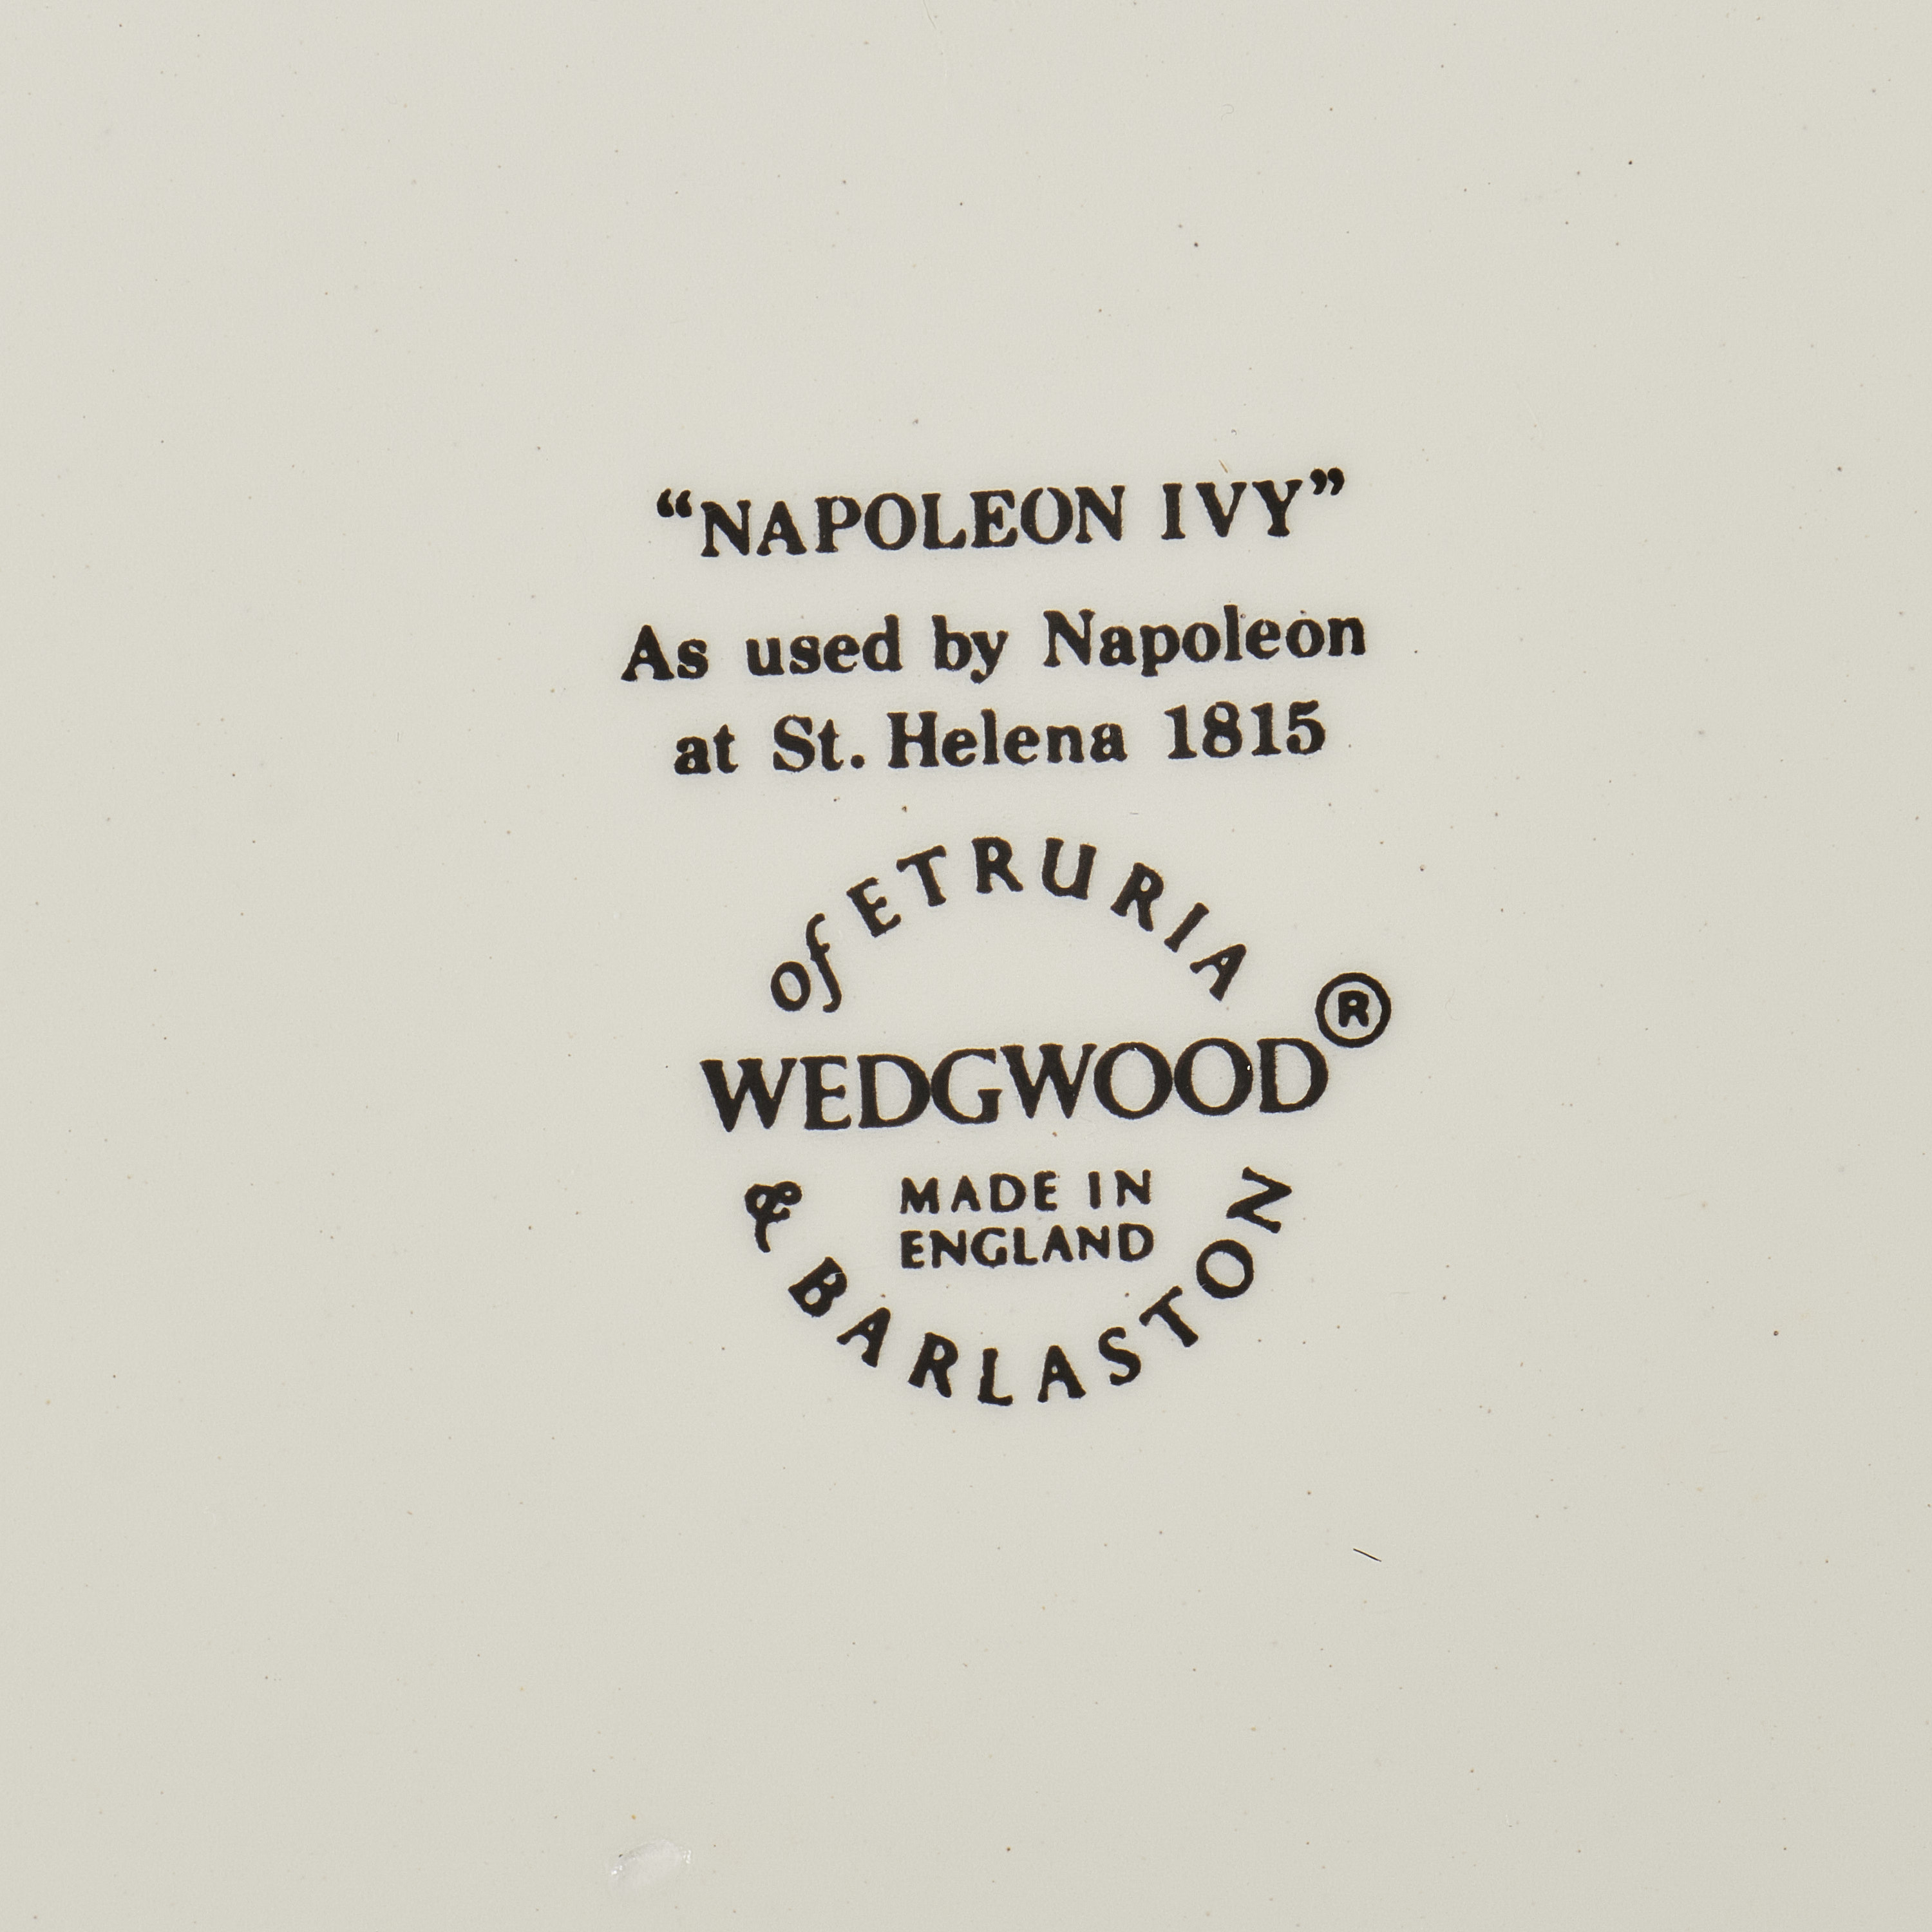 “NAPOLEON IVY”
As used by Napoleon
at St. Helena 1815
of ETRURIA
WEDGWOOD®
MADE IN
ENGLAND
& BARLASTON